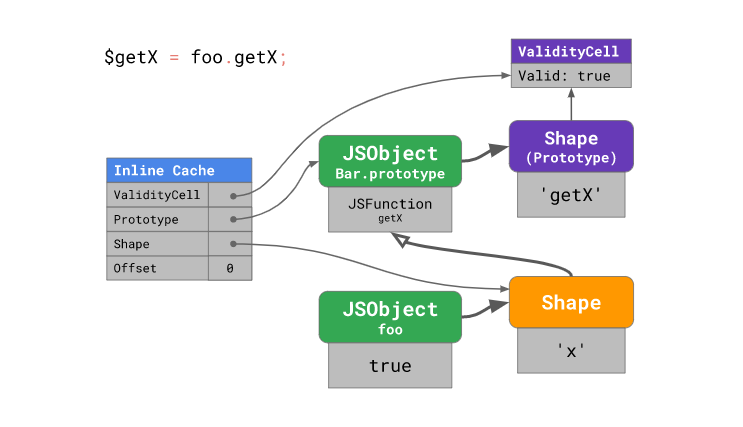 $getX = foo.getX;
ValidityCell
Valid: true
Shape
(Prototype)
'getX'
JSObject
Bar.prototype
JSFunction
getX
Inline Cache
ValidityCell
Prototype
Shape
Offset 0
JSObject
foo
true
Shape
'x'